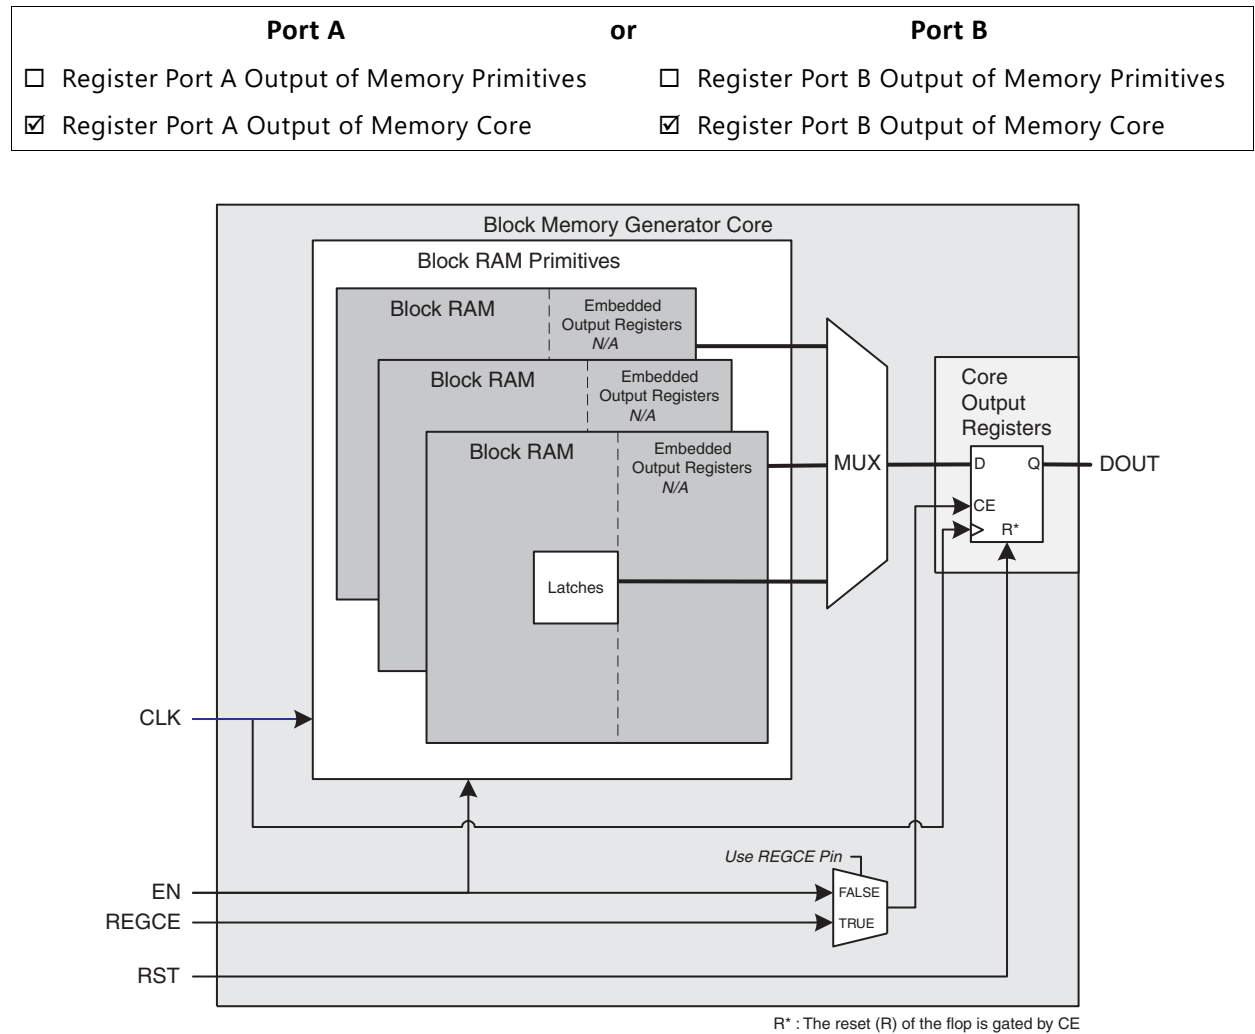 Port A or Port B
☐ Register Port A Output of Memory Primitives ☐ Register Port B Output of Memory Primitives
☑ Register Port A Output of Memory Core ☑ Register Port B Output of Memory Core
Block Memory Generator Core
Block RAM Primitives
Block RAM
Embedded
Output Registers
N/A
Block RAM
Embedded
Output Registers
N/A
Block RAM
Embedded
Output Registers
N/A
Latches
MUX
Core
Output
Registers
D Q
CE
R*
DOUT
CLK
Use REGCE Pin
EN
FALSE
REGCE
TRUE
RST
R* : The reset (R) of the flop is gated by CE